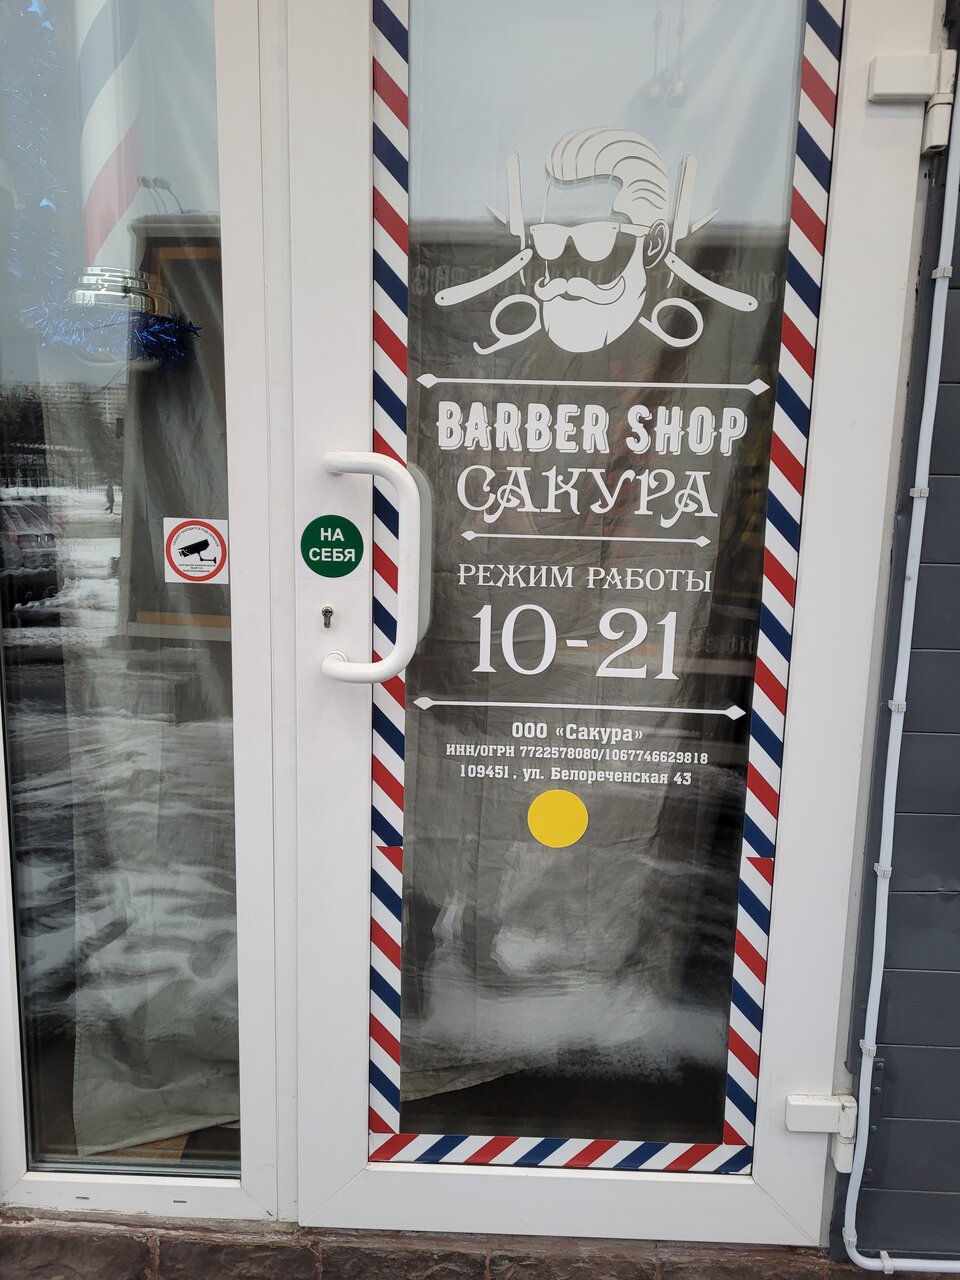 BARBER SHOP
САКУРА
РЕЖИМ РАБОТЫ
10-21
ООО «Сакура»
ИНН/ОГРН 7722578080/1067746629818
109451, ул. Белореченская 43
НА
СЕБЯ